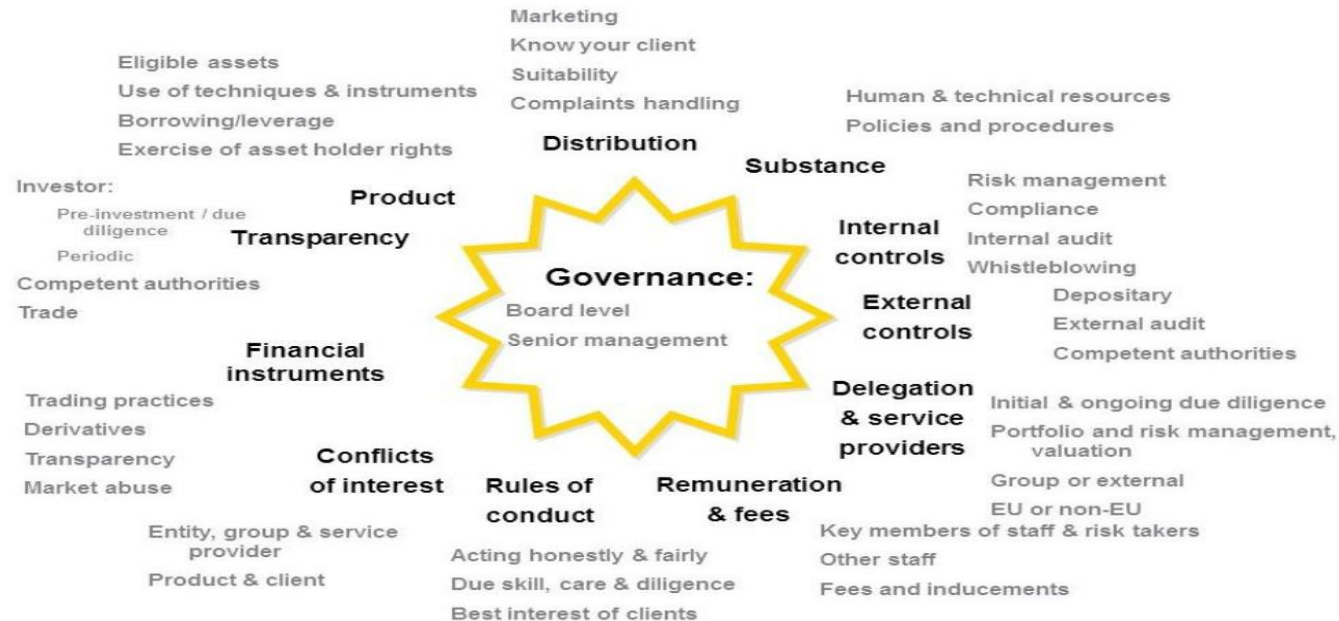 Marketing
Know your client
Suitability
Complaints handling
Distribution
Eligible assets
Use of techniques & instruments
Borrowing/leverage
Exercise of asset holder rights
Product
Human & technical resources
Policies and procedures
Substance
Investor:
Pre-investment / due
diligence
Periodic
Competent authorities
Trade
Transparency
Risk management
Compliance
Internal audit
Whistleblowing
Internal
controls
Governance:
Board level
Senior management
External
controls
Depositary
External audit
Competent authorities
Financial
instruments
Trading practices
Derivatives
Transparency
Market abuse
Delegation
& service
providers
Initial & ongoing due diligence
Portfolio and risk management,
valuation
Group or external
EU or non-EU
Conflicts
of interest
Entity, group & service
provider
Product & client
Rules of
conduct
Acting honestly & fairly
Due skill, care & diligence
Best interest of clients
Remuneration
& fees
Key members of staff & risk takers
Other staff
Fees and inducements